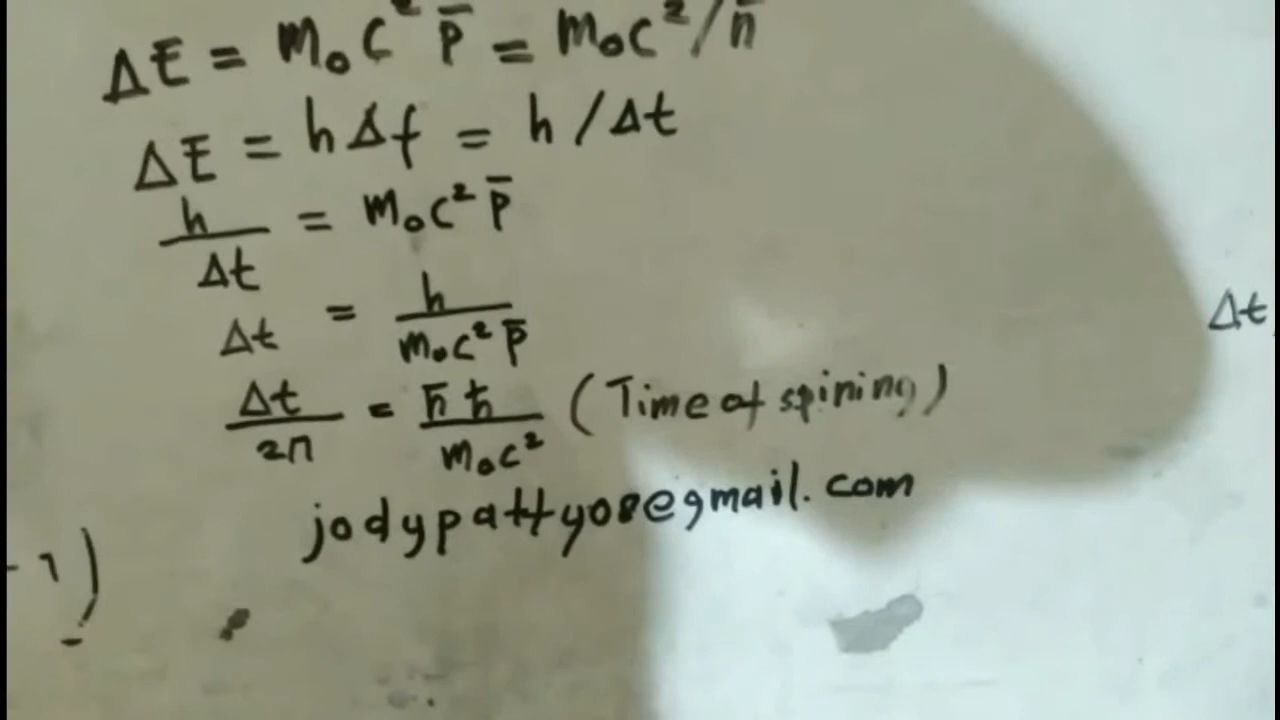 ΔE = m₀c² p̄ = m₀c²/n̄
ΔE = hΔf = h/Δt
h/Δt = m₀c² p̄
Δt = h/m₀c² p̄
Δt/2π = n̄ ħ/m₀c² (Time of spining)
jodypatty08@gmail.com
-1)
Δt